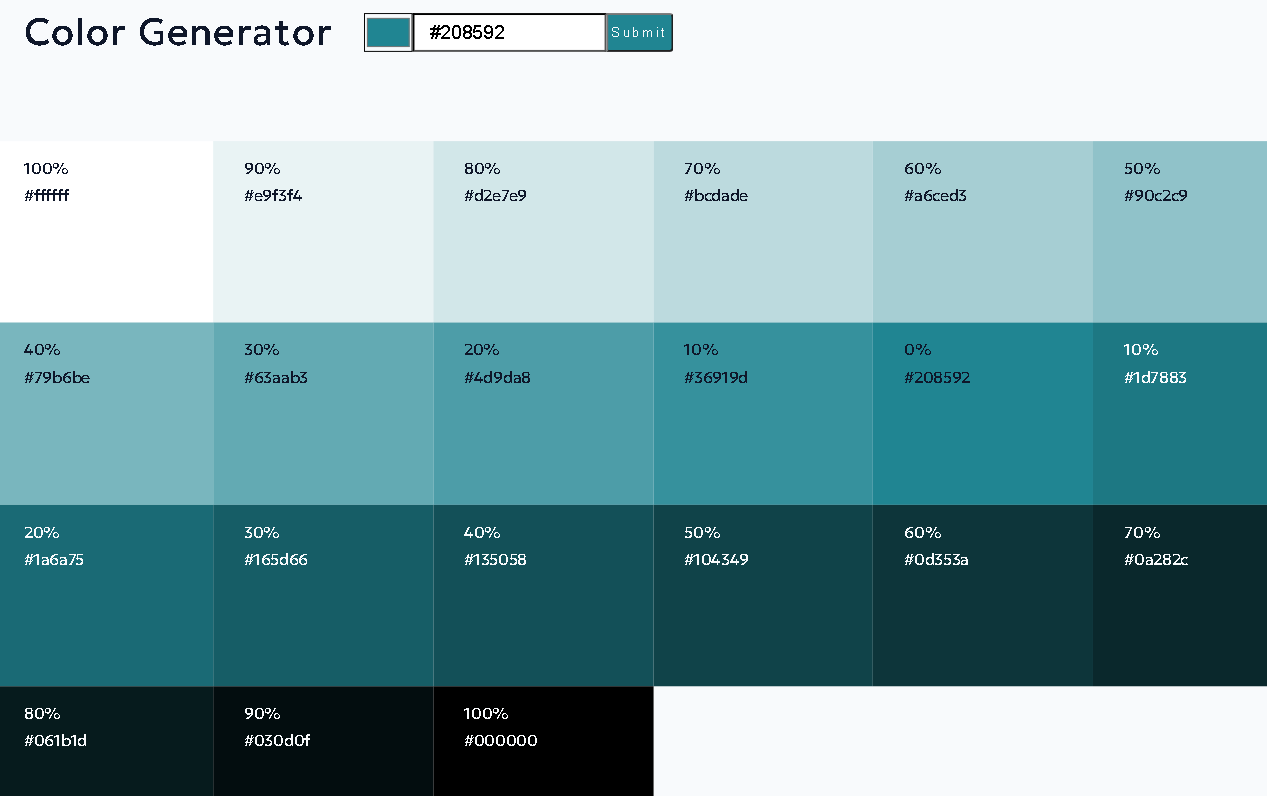 Color Generator
#208592
Submit
100%
#ffffff
90%
#e9f3f4
80%
#d2e7e9
70%
#bcdade
60%
#a6ced3
50%
#90c2c9
40%
#79b6be
30%
#63aab3
20%
#4d9da8
10%
#36919d
0%
#208592
10%
#1d7883
20%
#1a6a75
30%
#165d66
40%
#135058
50%
#104349
60%
#0d353a
70%
#0a282c
80%
#061b1d
90%
#030d0f
100%
#000000